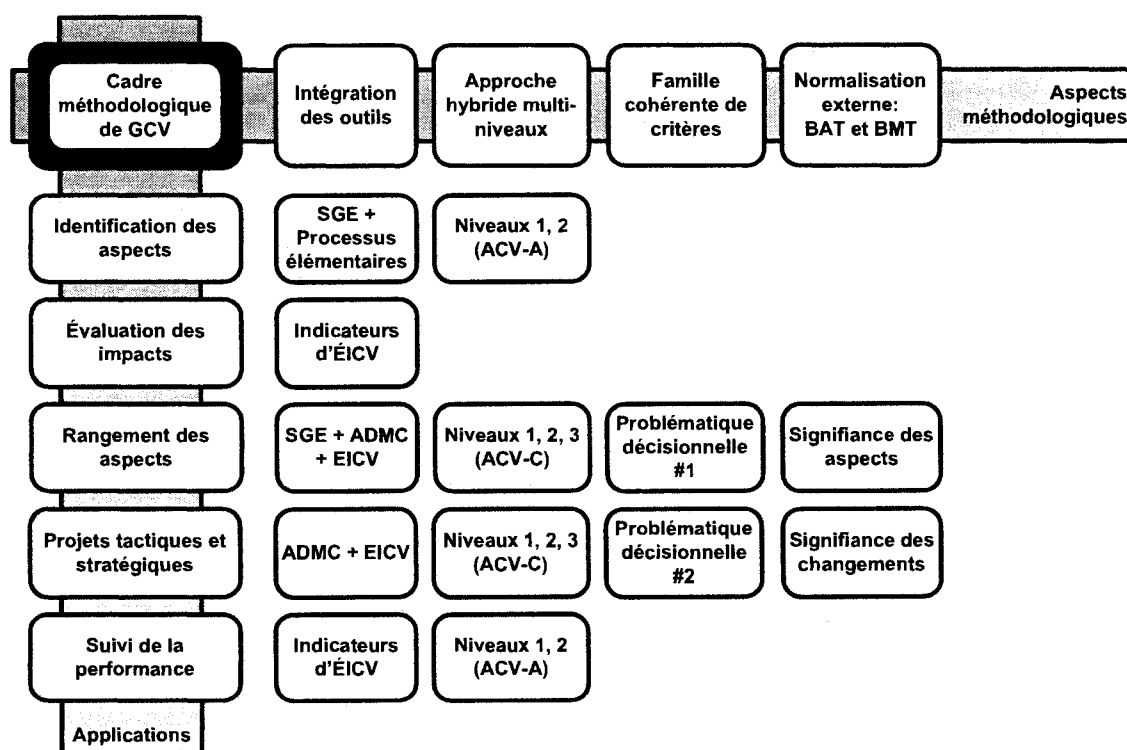 Cadre
méthodologique
de GCV
Intégration
des outils
Approche
hybride multi-
niveaux
Famille
cohérente de
critères
Normalisation
externe:
BAT et BMT
Aspects
méthodologiques
Identification des
aspects
SGE +
Processus
élémentaires
Niveaux 1, 2
(ACV-A)
Évaluation des
impacts
Indicateurs
d'ÉICV
Rangement des
aspects
SGE + ADMC
+ EICV
Niveaux 1, 2, 3
(ACV-C)
Problématique
décisionnelle
#1
Signifiance des
aspects
Projets tactiques et
stratégiques
ADMC + EICV
Niveaux 1, 2, 3
(ACV-C)
Problématique
décisionnelle
#2
Signifiance des
changements
Suivi de la
performance
Indicateurs
d'ÉICV
Niveaux 1, 2
(ACV-A)
Applications